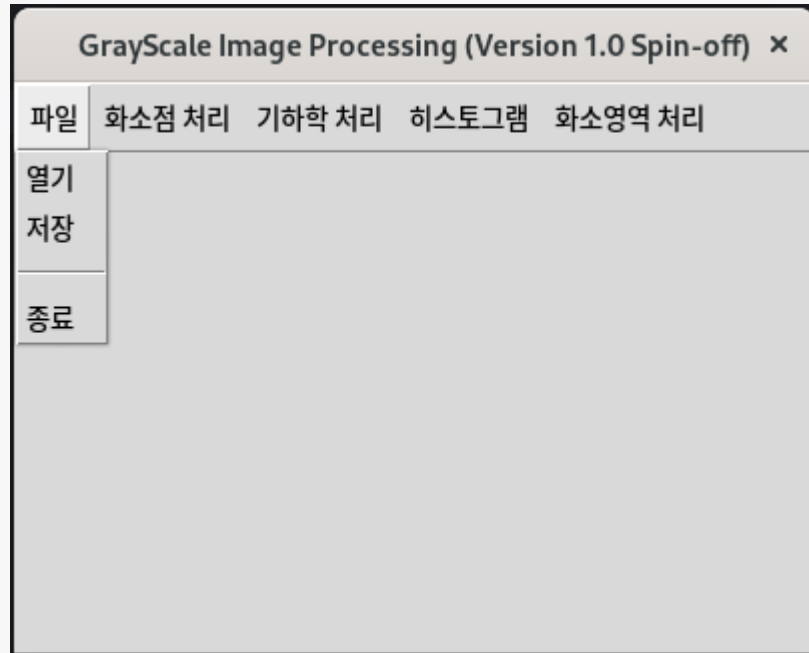 GrayScale Image Processing (Version 1.0 Spin-off) ×
파일 화소점 처리 기하학 처리 히스토그램 화소영역 처리
열기
저장
종료